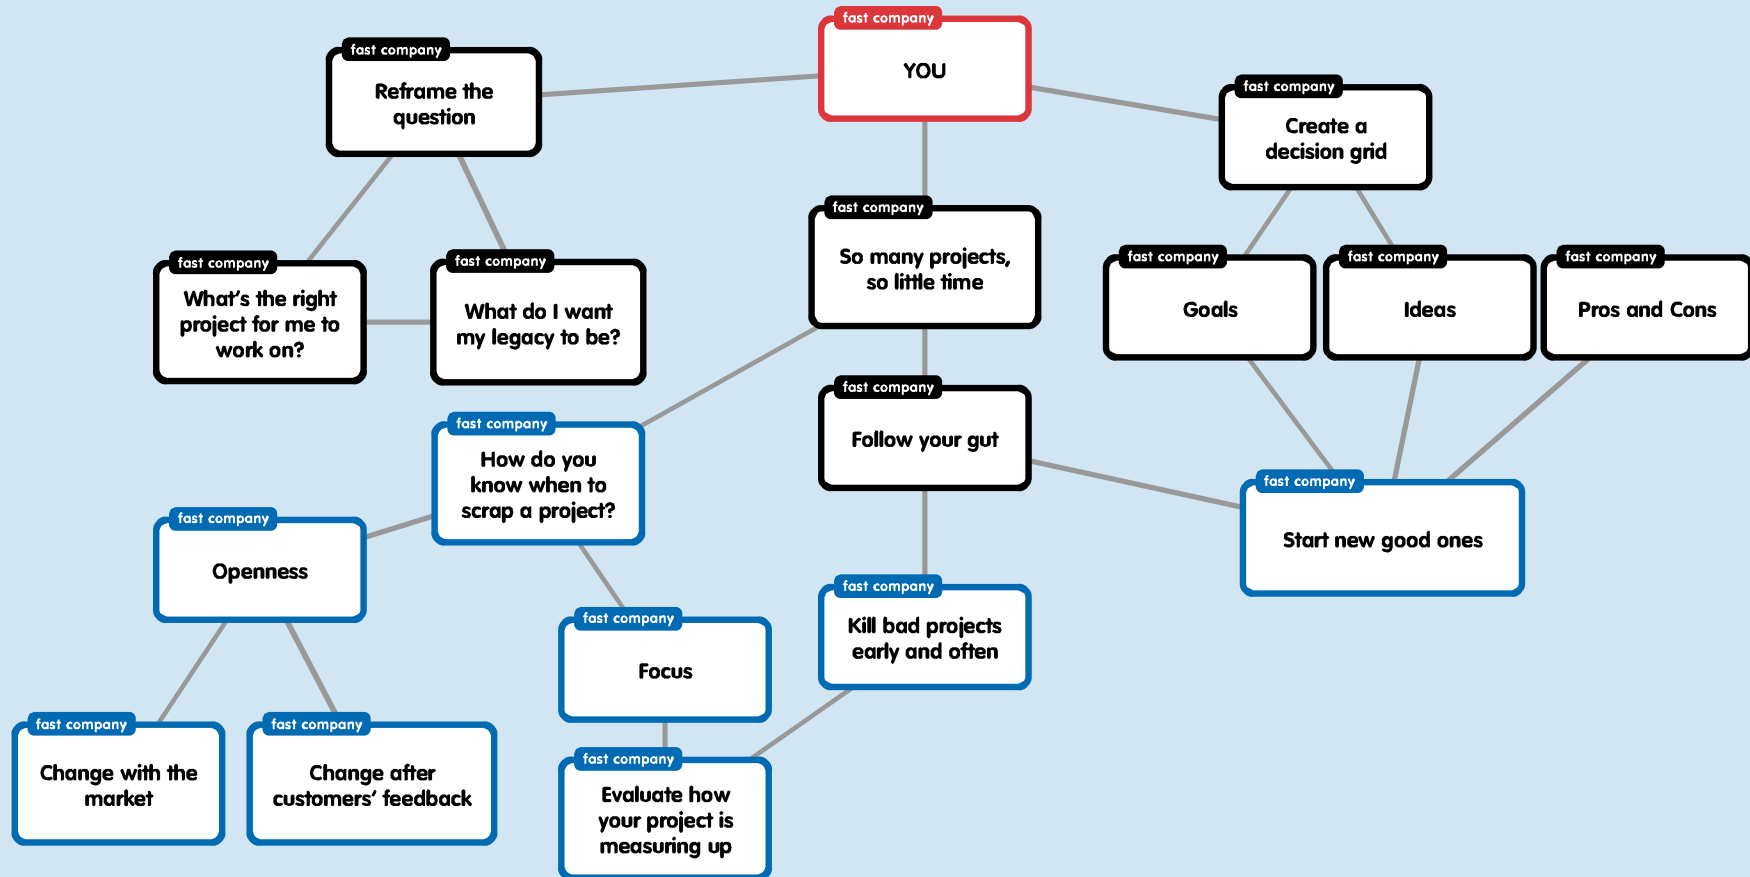 fast company
YOU
fast company
Reframe the
question
fast company
Create a
decision grid
fast company
What's the right
project for me to
work on?
fast company
What do I want
my legacy to be?
fast company
So many projects,
so little time
fast company
Goals
fast company
Ideas
fast company
Pros and Cons
fast company
Follow your gut
fast company
How do you
know when to
scrap a project?
fast company
Start new good ones
fast company
Openness
fast company
Kill bad projects
early and often
fast company
Focus
fast company
Change with the
market
fast company
Change after
customers' feedback
fast company
Evaluate how
your project is
measuring up